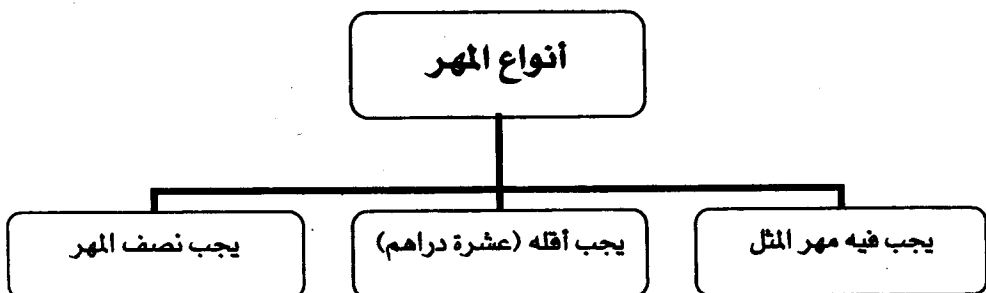 أنواع المهر
يجب فيه مهر المثل
يجب أقله (عشرة دراهم)
يجب نصف المهر